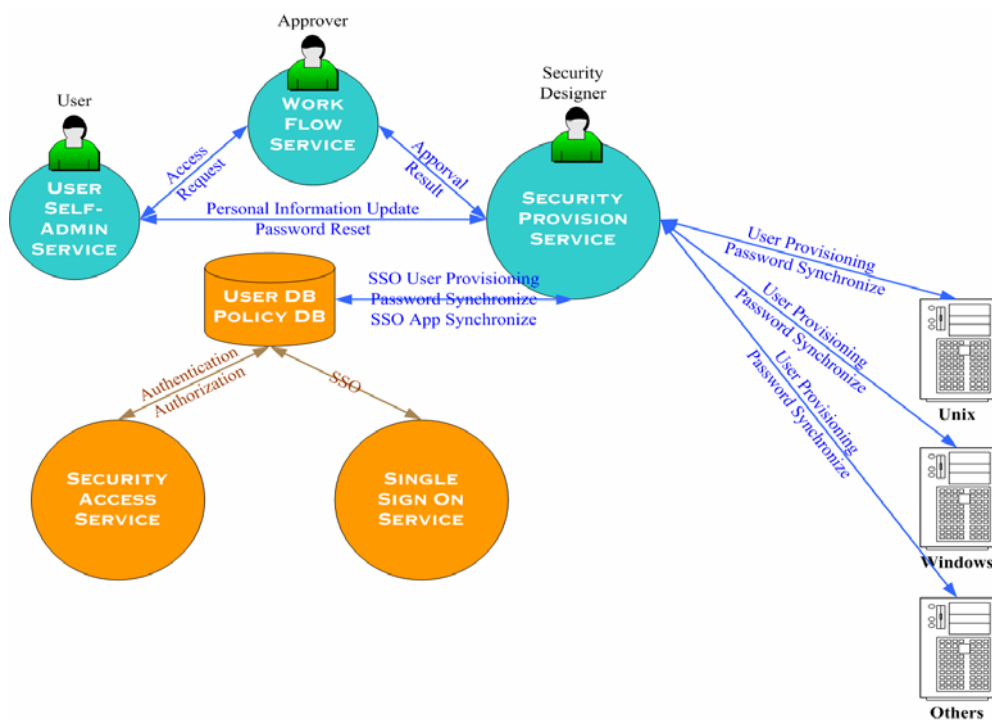 Approver
WORK
FLOW
SERVICE
User
USER
SELF-
ADMIN
SERVICE
Security
Designer
SECURITY
PROVISION
SERVICE
Access
Request
Apporval
Result
Personal Information Update
Password Reset
USER DB
POLICY DB
SSO User Provisioning
Password Synchronize
SSO App Synchronize
User Provisioning
Password Synchronize
User Provisioning
Password Synchronize
User Provisioning
Password Synchronize
Unix
Windows
Others
Authentication
Authorization
SSO
SECURITY
ACCESS
SERVICE
SINGLE
SIGN ON
SERVICE